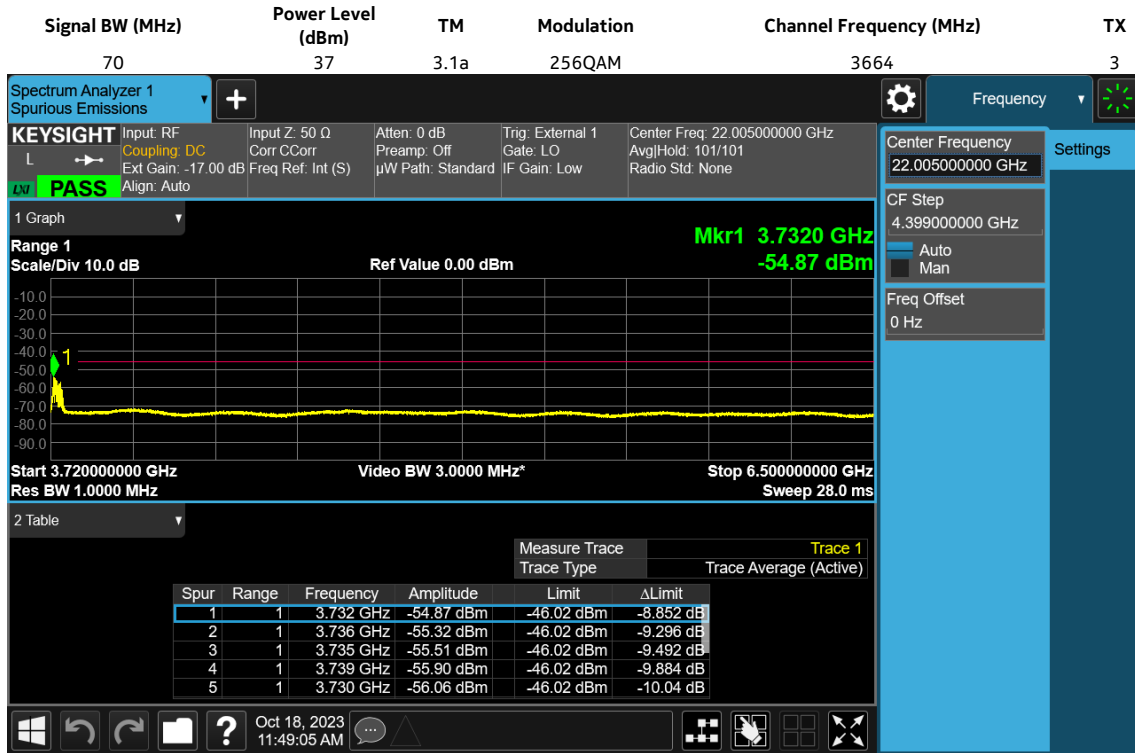 Signal BW (MHz) Power Level (dBm) TM Modulation Channel Frequency (MHz) TX
70 37 3.1a 256QAM 3664 3
Spectrum Analyzer 1
Spurious Emissions
Frequency
KEYSIGHT Input: RF Input Z: 50 Ω Atten: 0 dB Trig: External 1 Center Freq: 22.005000000 GHz
L Coupling: DC Corr CCorr Preamp: Off Gate: LO Avg|Hold: 101/101
Ext Gain: -17.00 dB Freq Ref: Int (S) µW Path: Standard IF Gain: Low Radio Std: None
LXI PASS Align: Auto
Center Frequency
22.005000000 GHz
Settings
CF Step
4.399000000 GHz
Auto
Man
Freq Offset
0 Hz
1 Graph
Range 1 Mkr1 3.7320 GHz
Scale/Div 10.0 dB Ref Value 0.00 dBm -54.87 dBm
-10.0
-20.0
-30.0
-40.0
1
-50.0
-60.0
-70.0
-80.0
-90.0
Start 3.720000000 GHz Video BW 3.0000 MHz* Stop 6.500000000 GHz
Res BW 1.0000 MHz Sweep 28.0 ms
2 Table
Measure Trace Trace 1
Trace Type Trace Average (Active)
Spur Range Frequency Amplitude Limit ΔLimit
1 1 3.732 GHz -54.87 dBm -46.02 dBm -8.852 dB
2 1 3.736 GHz -55.32 dBm -46.02 dBm -9.296 dB
3 1 3.735 GHz -55.51 dBm -46.02 dBm -9.492 dB
4 1 3.739 GHz -55.90 dBm -46.02 dBm -9.884 dB
5 1 3.730 GHz -56.06 dBm -46.02 dBm -10.04 dB
Oct 18, 2023
11:49:05 AM